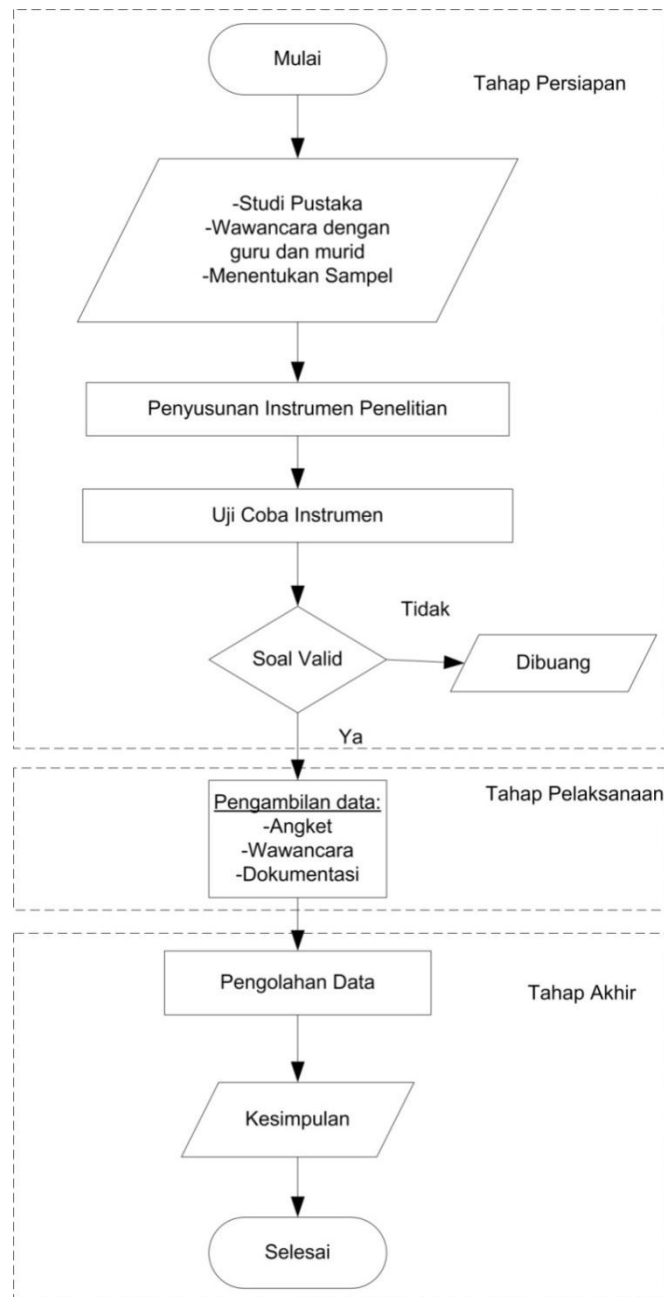 Mulai
Tahap Persiapan
-Studi Pustaka
-Wawancara dengan
guru dan murid
-Menentukan Sampel
Penyusunan Instrumen Penelitian
Uji Coba Instrumen
Tidak
Soal Valid
Dibuang
Ya
Tahap Pelaksanaan
Pengambilan data:
-Angket
-Wawancara
-Dokumentasi
Pengolahan Data
Tahap Akhir
Kesimpulan
Selesai